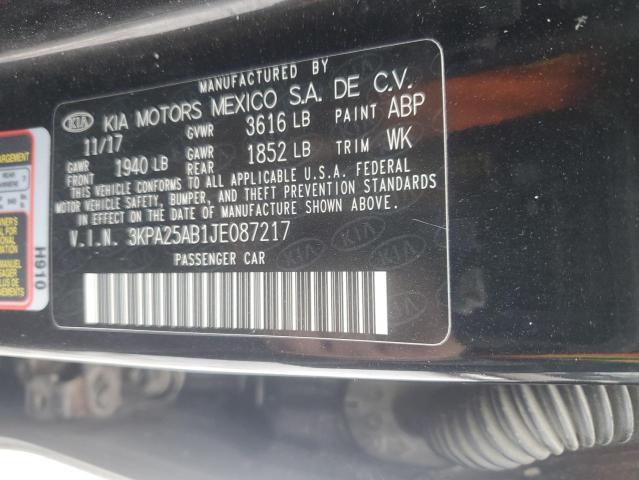 MANUFACTURED BY
KIA KIA MOTORS MEXICO S.A. DE C.V.
11/17 GVWR 3616 LB PAINT ABP
GAWR FRONT 1940 LB GAWR REAR 1852 LB TRIM WK
THIS VEHICLE CONFORMS TO ALL APPLICABLE U.S.A. FEDERAL
MOTOR VEHICLE SAFETY, BUMPER, AND THEFT PREVENTION STANDARDS
IN EFFECT ON THE DATE OF MANUFACTURE SHOWN ABOVE.
V.I.N. 3KPA25AB1JE087217
PASSENGER CAR
H910